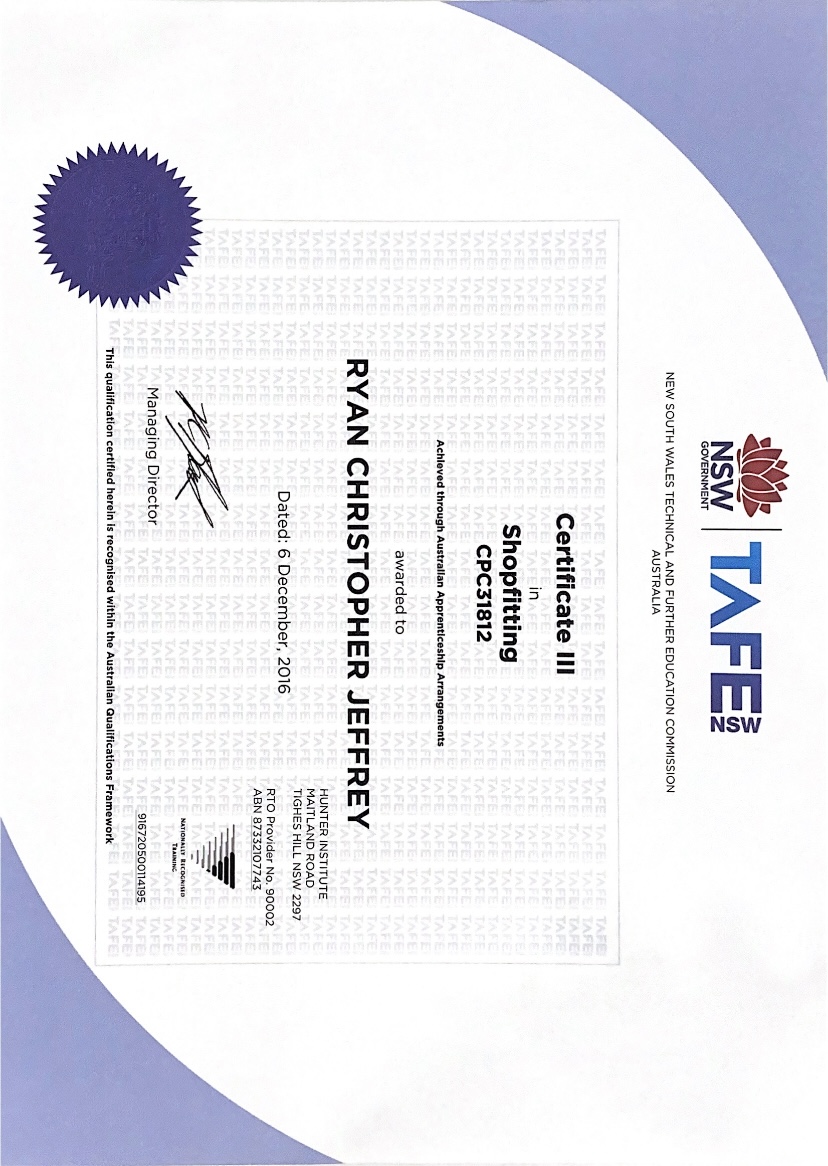 NSW
GOVERNMENT
TAFE NSW
NEW SOUTH WALES TECHNICAL AND FURTHER EDUCATION COMMISSION
AUSTRALIA
Certificate III
in
Shopfitting
CPC31812
Achieved through Australian Apprenticeship Arrangements
awarded to
RYAN CHRISTOPHER JEFFREY
HUNTER INSTITUTE
MAITLAND ROAD
TIGHES HILL NSW 2297
Dated: 6 December, 2016
RTO Provider No. 90002
ABN 87332107743
NATIONALLY RECOGNISED
TRAINING
Managing Director
916720500114195
This qualification certified herein is recognised within the Australian Qualifications Framework